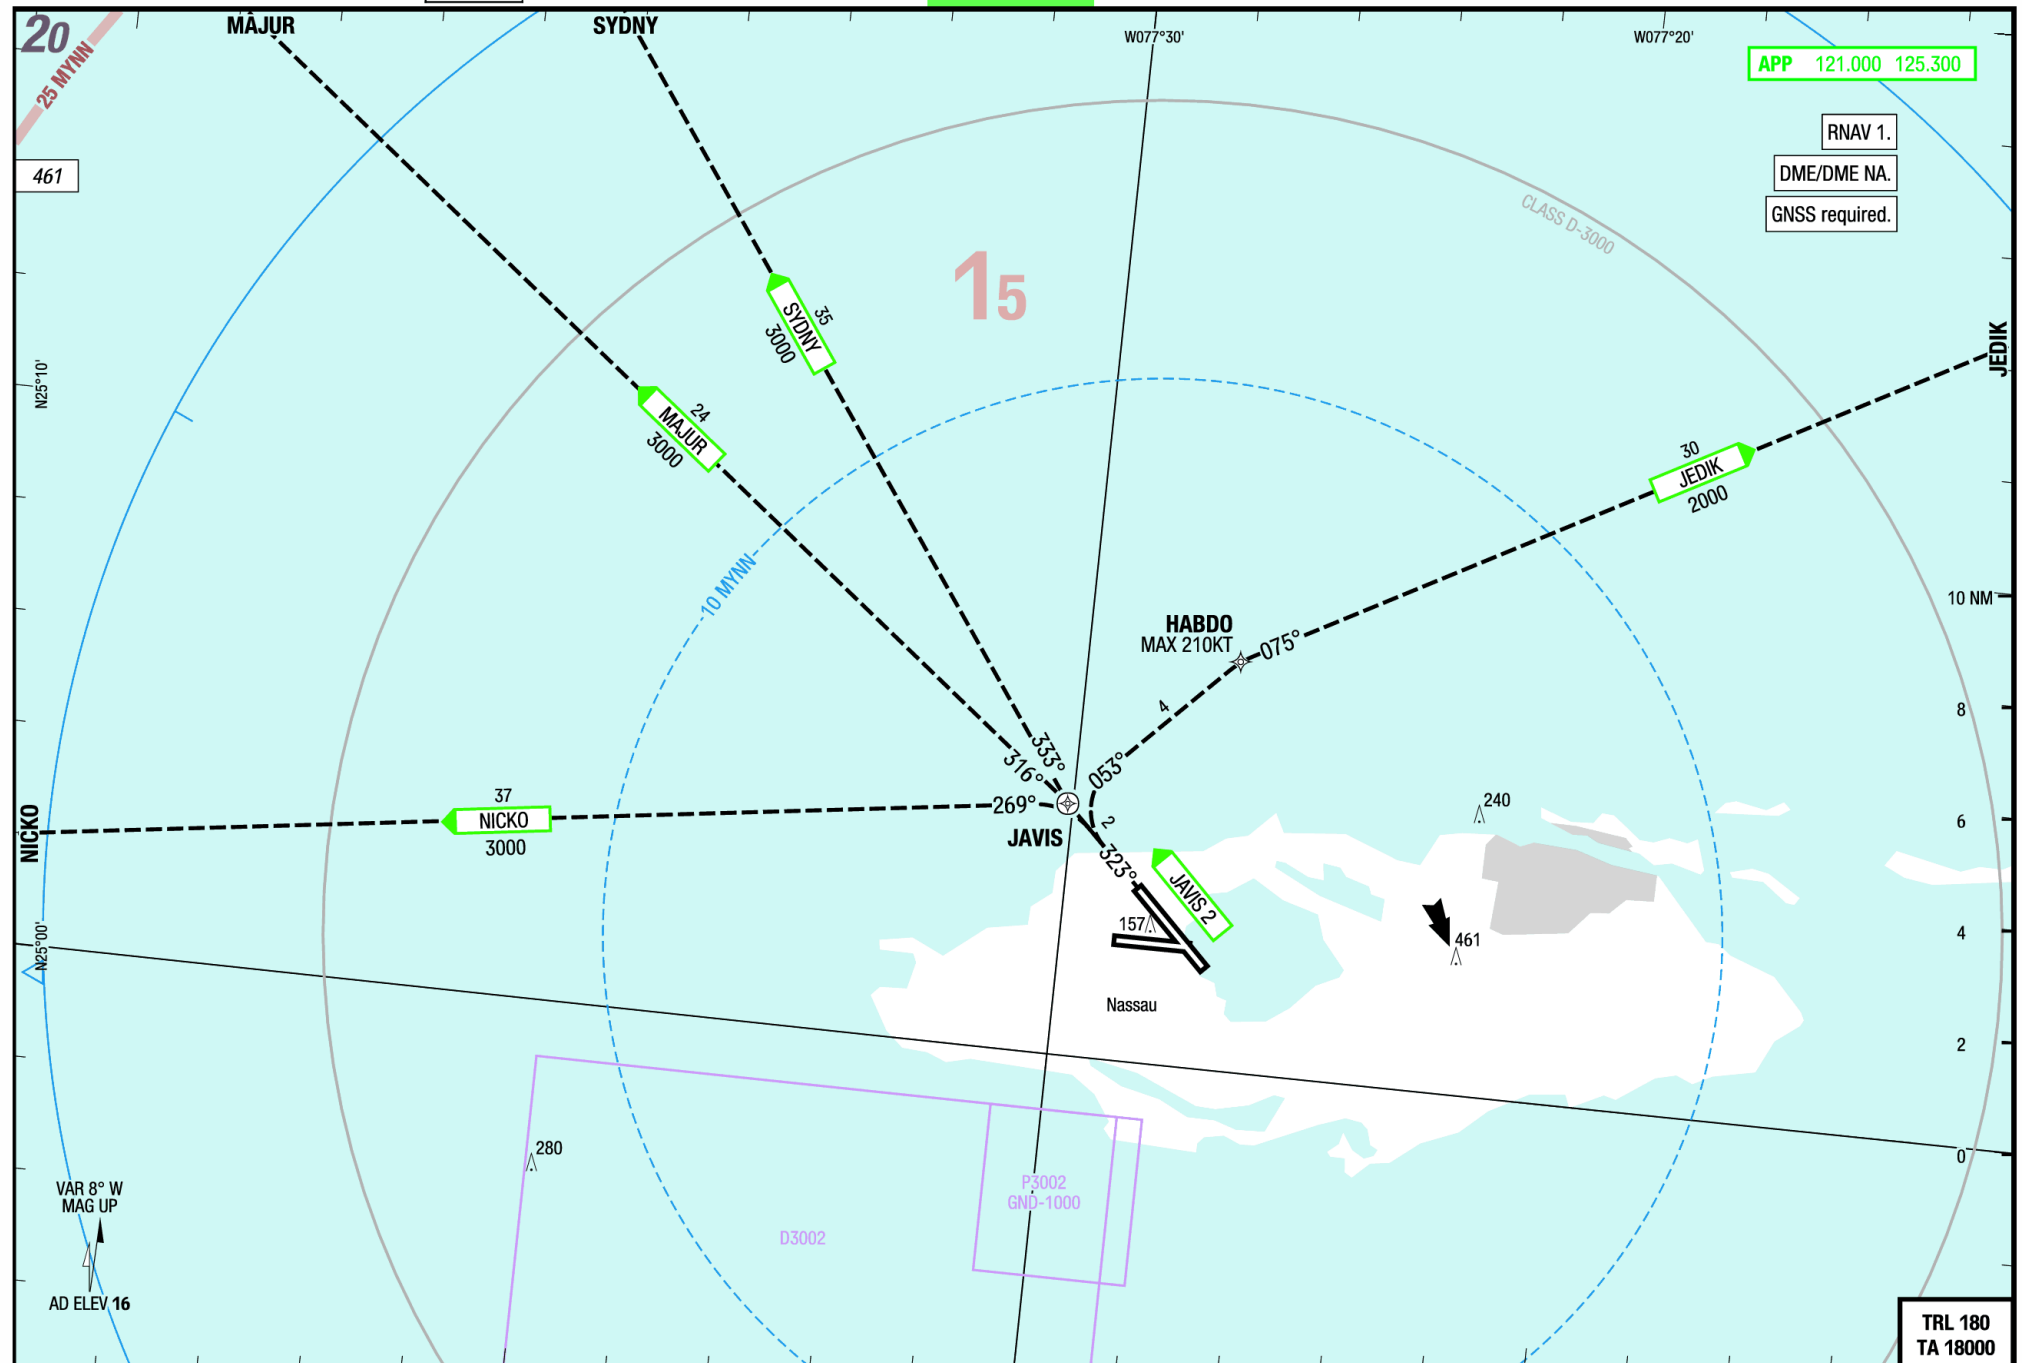 MAJUR
SYDNY
W077°30'
W077°20'
20
25 MYNN
APP 121.000 125.300
RNAV 1.
DME/DME NA.
GNSS required.
461
CLASS D-3000
15
35
SYDNY
3000
24
MAJUR
3000
N25°10'
JEDIK
30
JEDIK
2000
10 MYNN
10 NM
HABDO
MAX 210KT
075°
4
8
333°
316°
053°
269°
37
NICKO
3000
NICKO
JAVIS
2
323°
JAVIS 2
240
6
157
461
4
N25°00'
Nassau
2
280
0
P3002
GND-1000
D3002
VAR 8° W
MAG UP
AD ELEV 16
TRL 180
TA 18000